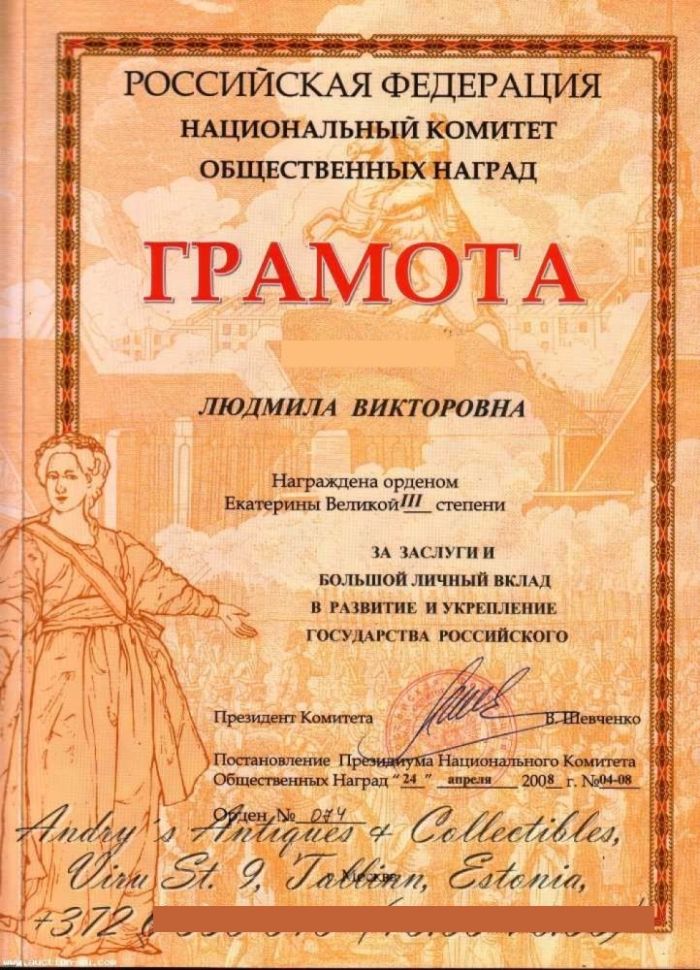 РОССИЙСКАЯ ФЕДЕРАЦИЯ
НАЦИОНАЛЬНЫЙ КОМИТЕТ
ОБЩЕСТВЕННЫХ НАГРАД
ГРАМОТА
ЛЮДМИЛА ВИКТОРОВНА
Награждена орденом
Екатерины Великой III степени
ЗА ЗАСЛУГИ И
БОЛЬШОЙ ЛИЧНЫЙ ВКЛАД
В РАЗВИТИЕ И УКРЕПЛЕНИЕ
ГОСУДАРСТВА РОССИЙСКОГО
Президент Комитета В. Шевченко
Постановление Президиума Национального Комитета
Общественных Наград "24" апреля 2008 г. №04-08
Орден № 074
Andry's Antiques & Collectibles,
Москва
Viru St. 9, Tallinn, Estonia,
+372